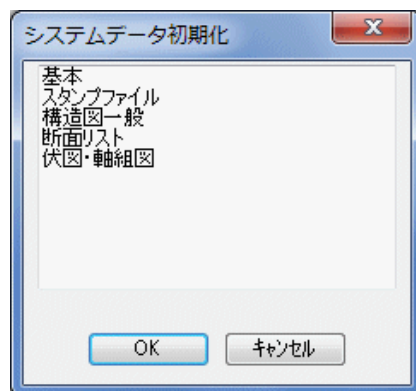 システムデータ初期化
基本
スタンプファイル
構造図一般
断面リスト
伏図・軸組図
OK
ｷｬﾝｾﾙ